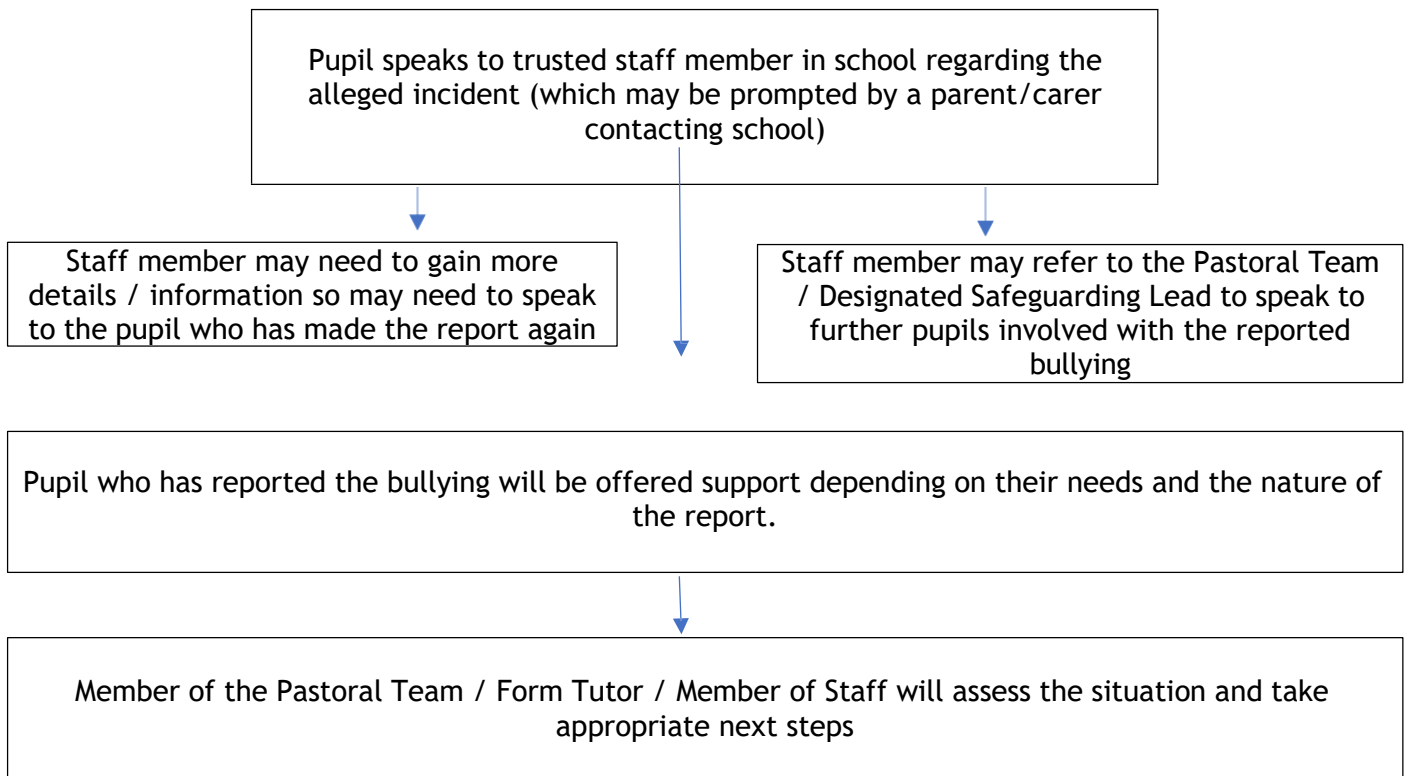 Pupil speaks to trusted staff member in school regarding the
alleged incident (which may be prompted by a parent/carer
contacting school)
Staff member may need to gain more
details / information so may need to speak
to the pupil who has made the report again
Staff member may refer to the Pastoral Team
/ Designated Safeguarding Lead to speak to
further pupils involved with the reported
bullying
Pupil who has reported the bullying will be offered support depending on their needs and the nature of
the report.
Member of the Pastoral Team / Form Tutor / Member of Staff will assess the situation and take
appropriate next steps